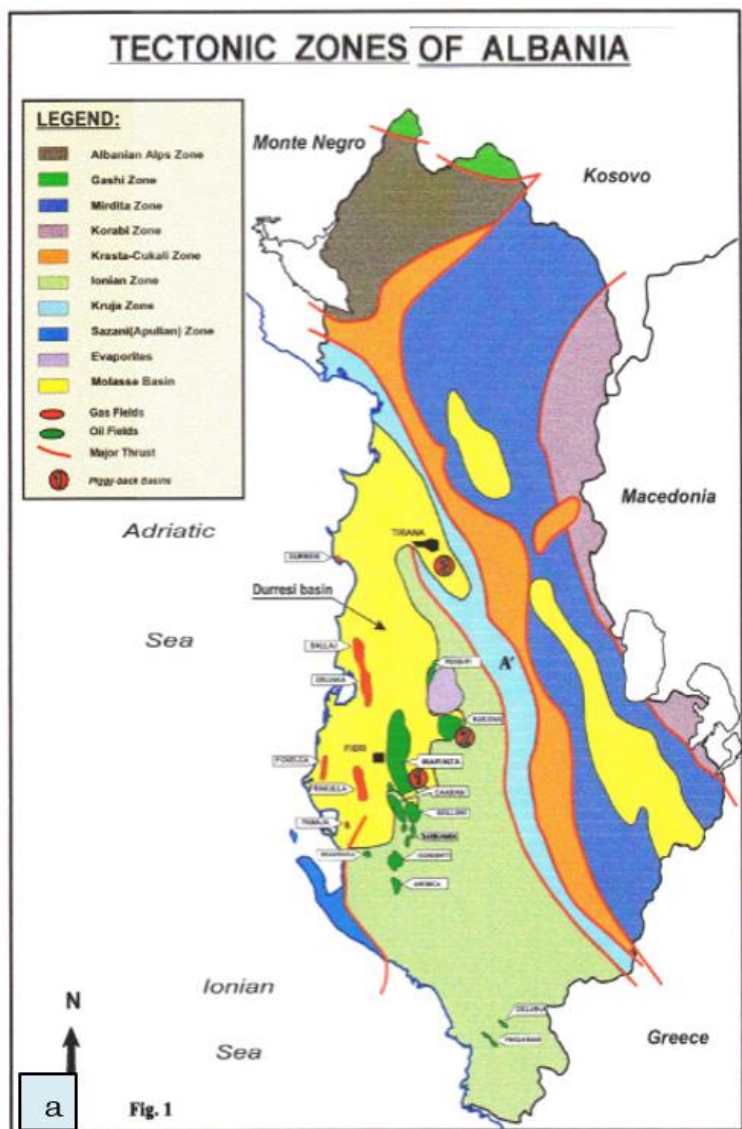 TECTONIC ZONES OF ALBANIA
LEGEND:
Albanian Alps Zone
Gashi Zone
Mirdita Zone
Korabi Zone
Krasta-Cukali Zone
Ionian Zone
Kruja Zone
Sazani(Apulian) Zone
Evaporites
Molasse Basin
Gas Fields
Oil Fields
Major Thrust
Piggy-back Basins
Monte Negro
Kosovo
Macedonia
Adriatic
Sea
TIRANA
DURRESI
Durresi basin
A'
FIERI
MARINZA
Ionian
Sea
Greece
N
a
Fig. 1